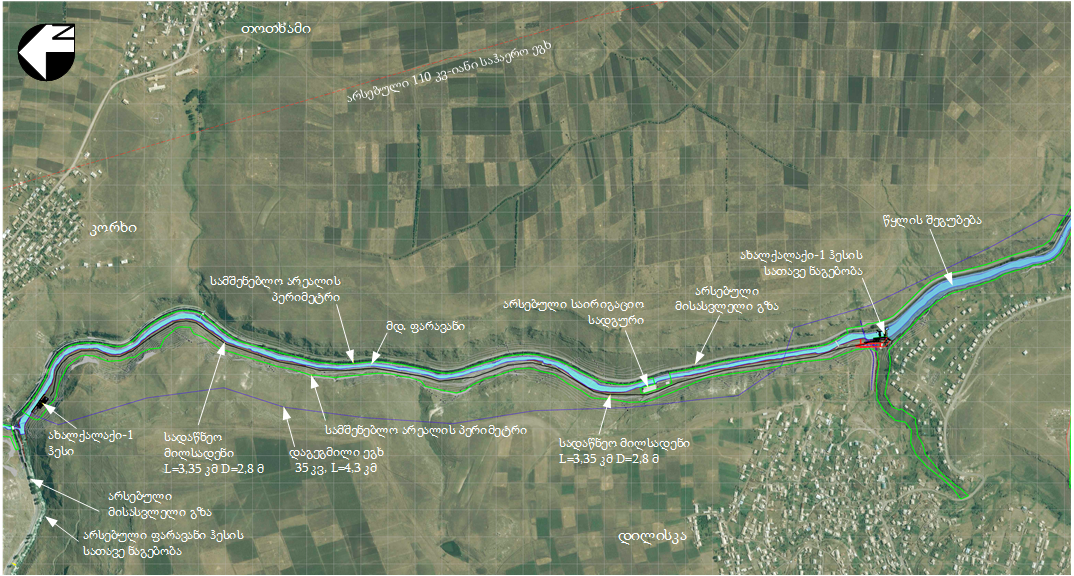 N
თოთხამი
არსებული 110 კვ-იანი საჰაერო ეგხ
კორხი
წყლის შეგუბება
ახალქალაქი-1 ჰესის
სათავე ნაგებობა
სამშენებლო არეალის
პერიმეტრი
არსებული
მისასვლელი გზა
არსებული საირიგაციო
სადგური
მდ. ფარავანი
სამშენებლო არეალის პერიმეტრი
ახალქალაქი-1
ჰესი
სადაწნეო
მილსადენი
L=3,35 კმ D=2,8 მ
დაგეგმილი ეგხ
35 კვ, L=4,3 კმ
სადაწნეო მილსადენი
L=3,35 კმ D=2,8 მ
არსებული
მისასვლელი გზა
არსებული ფარავანი ჰესის
სათავე ნაგებობა
დილისკა